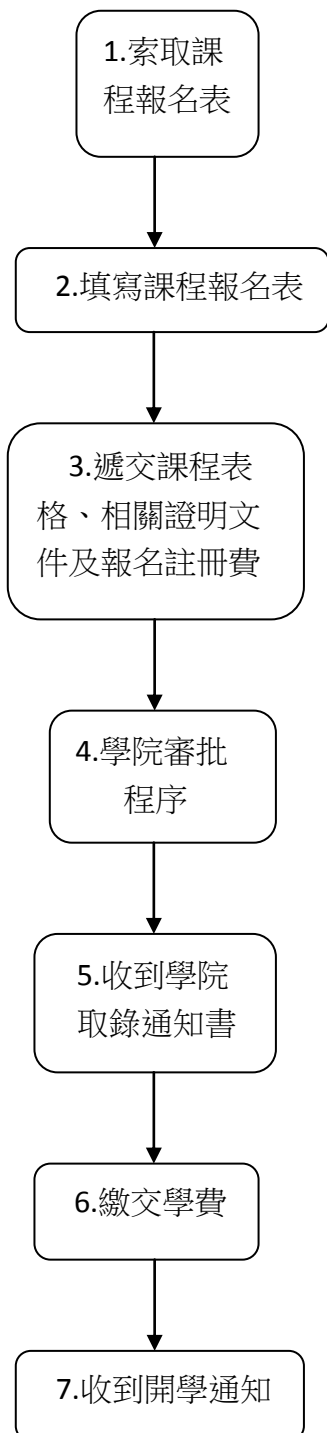 1.索取課
程報名表
2.填寫課程報名表
3.遞交課程表
格、相關證明文
件及報名註冊費
4.學院審批
程序
5.收到學院
取錄通知書
6.繳交學費
7.收到開學通知